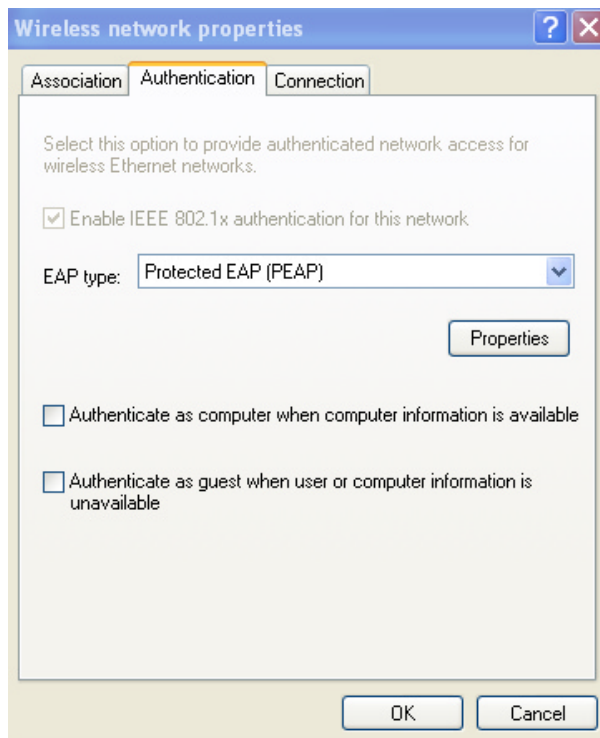 Wireless network properties
?
Association
Authentication
Connection
Select this option to provide authenticated network access for
wireless Ethernet networks.
Enable IEEE 802.1x authentication for this network
EAP type:
Protected EAP (PEAP)
Properties
Authenticate as computer when computer information is available
Authenticate as guest when user or computer information is
unavailable
OK
Cancel